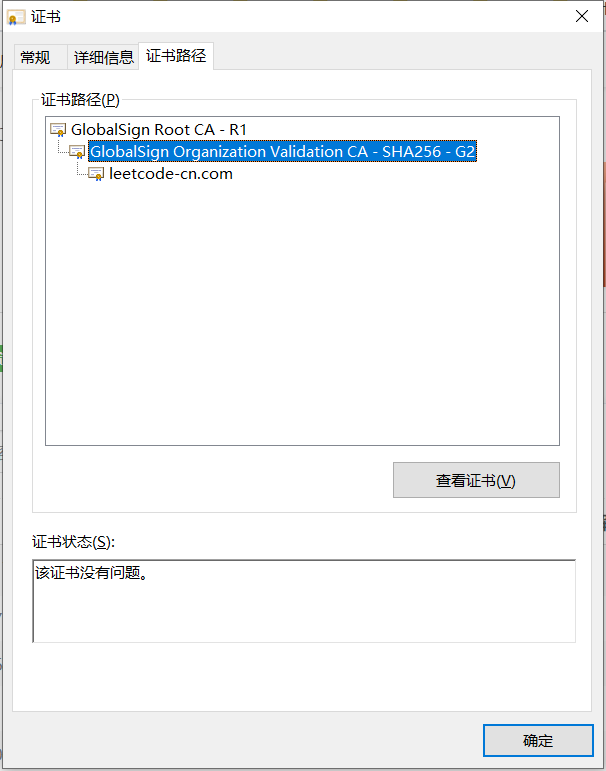 证书
常规
详细信息
证书路径
证书路径(P)
GlobalSign Root CA - R1
GlobalSign Organization Validation CA - SHA256 - G2
leetcode-cn.com
查看证书(V)
证书状态(S):
该证书没有问题。
确定